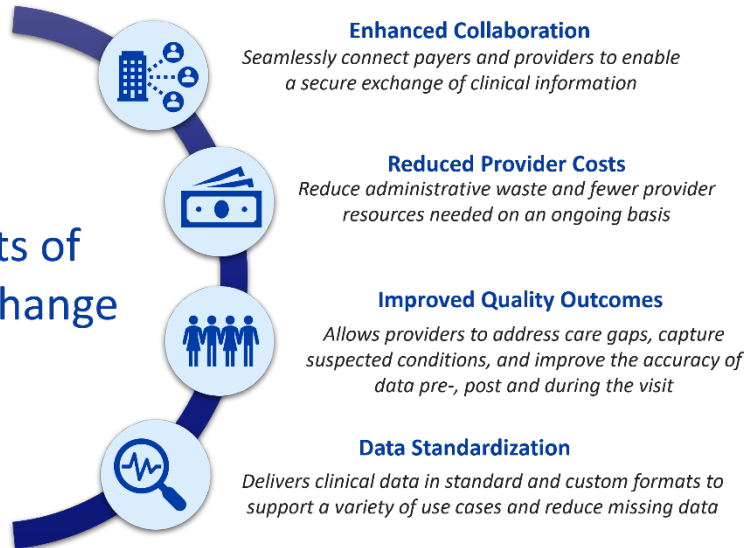 Enhanced Collaboration
Seamlessly connect payers and providers to enable
a secure exchange of clinical information
Reduced Provider Costs
Reduce administrative waste and fewer provider
resources needed on an ongoing basis
ts of
hange
Improved Quality Outcomes
Allows providers to address care gaps, capture
suspected conditions, and improve the accuracy of
data pre-, post and during the visit
Data Standardization
Delivers clinical data in standard and custom formats to
support a variety of use cases and reduce missing data